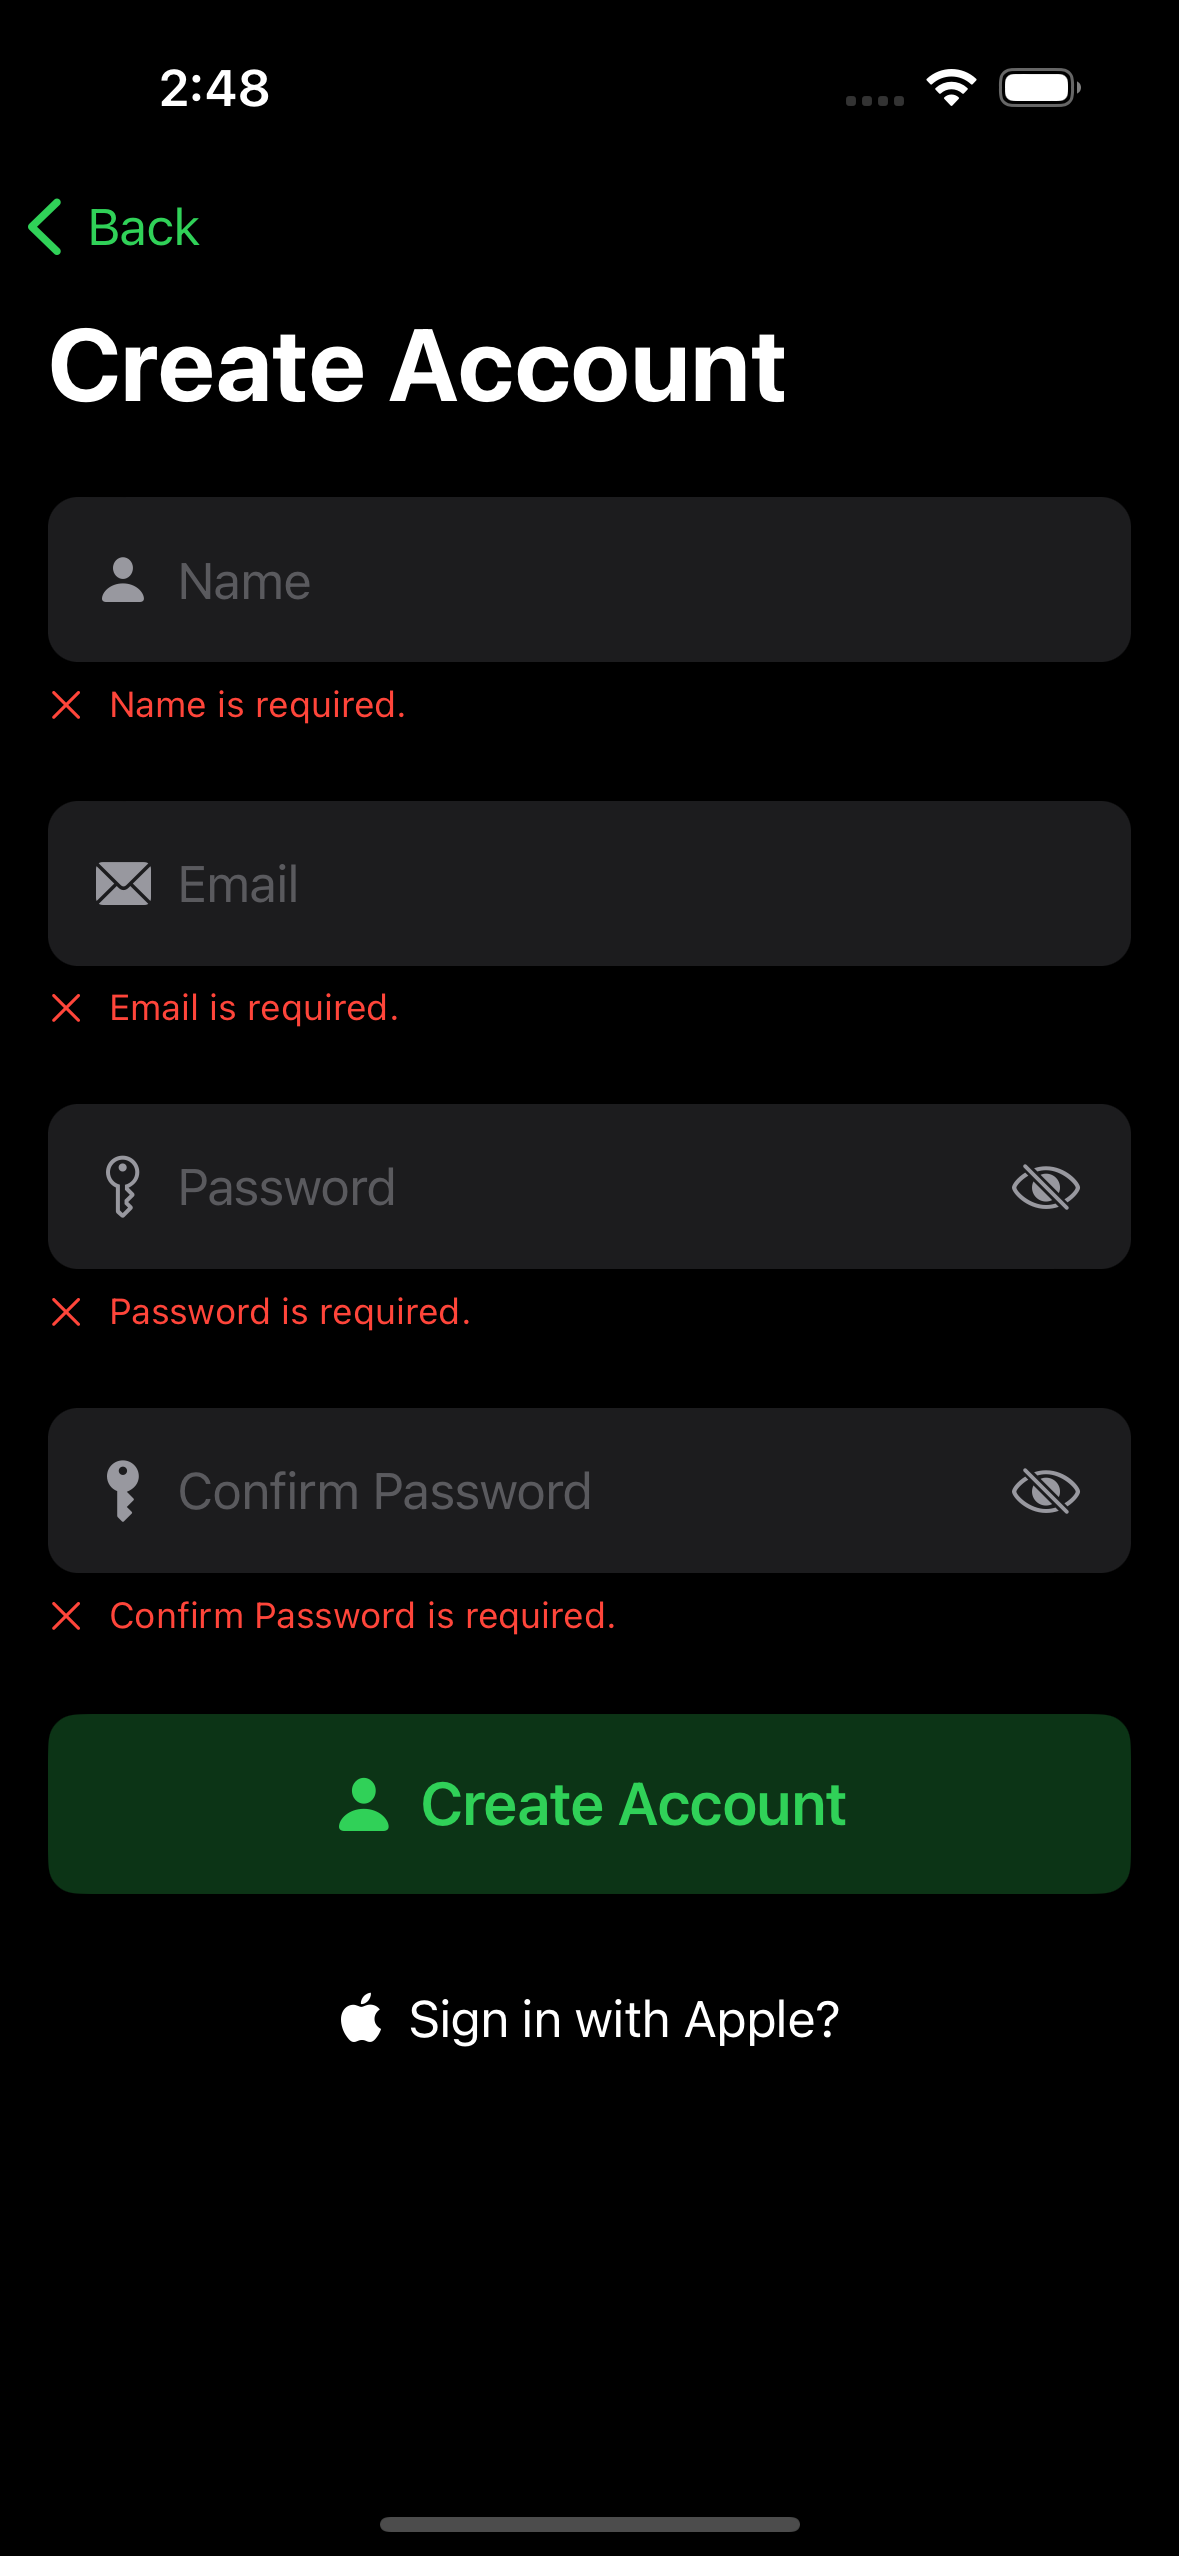 2:48
Back
Create Account
Name
Name is required.
Email
Email is required.
Password
Password is required.
Confirm Password
Confirm Password is required.
Create Account
Sign in with Apple?